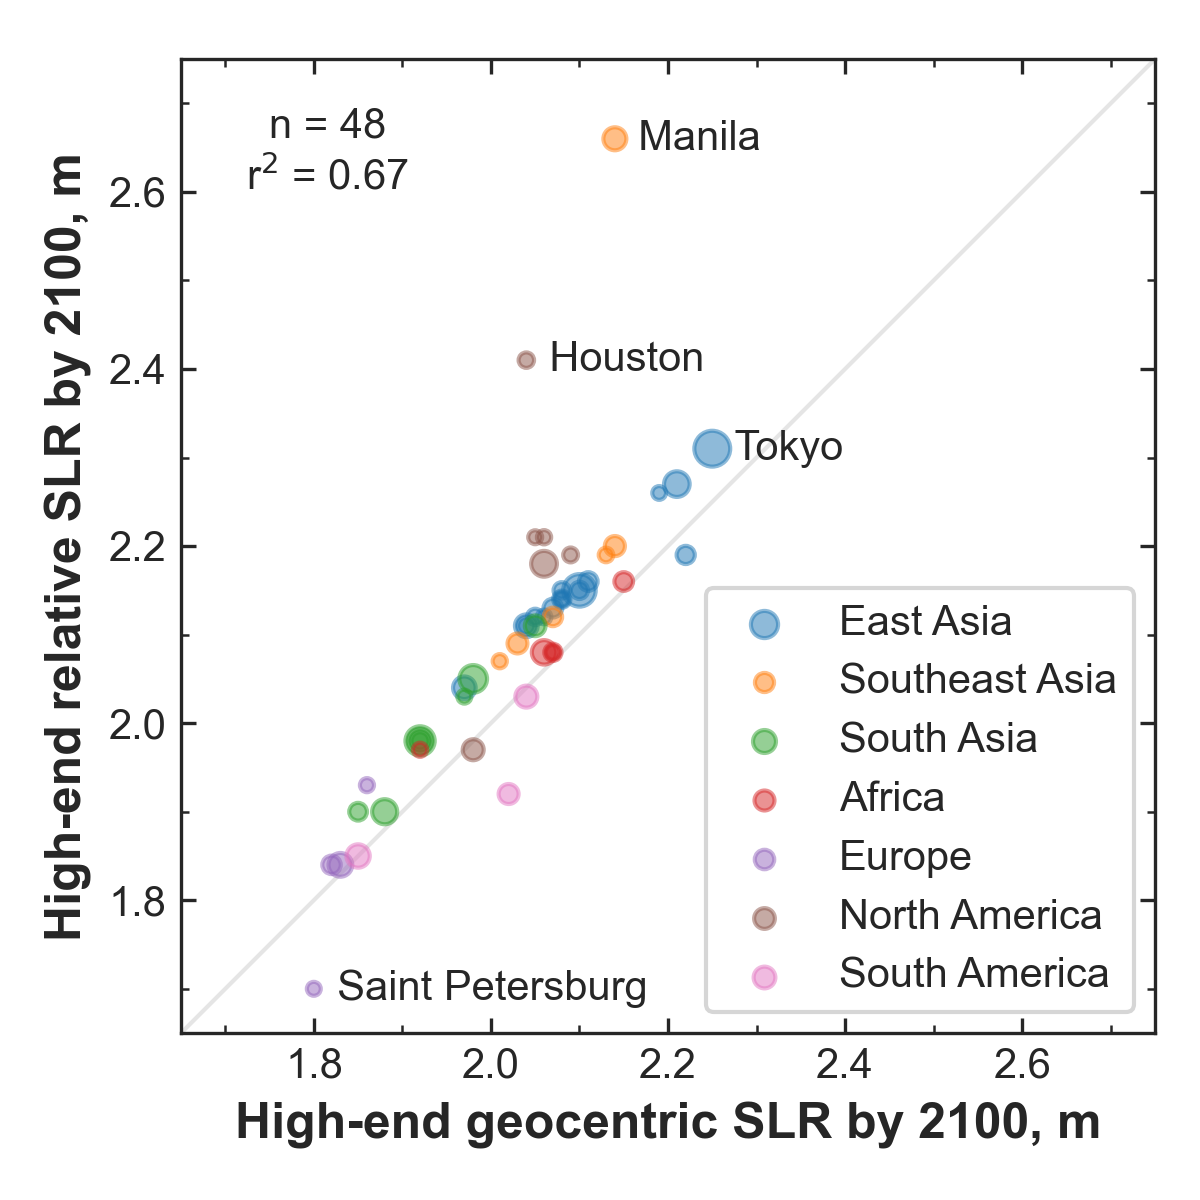 n = 48
r² = 0.67
Manila
Houston
Tokyo
Saint Petersburg
East Asia
Southeast Asia
South Asia
Africa
Europe
North America
South America
High-end relative SLR by 2100, m
2.6
2.4
2.2
2.0
1.8
1.8 2.0 2.2 2.4 2.6
High-end geocentric SLR by 2100, m